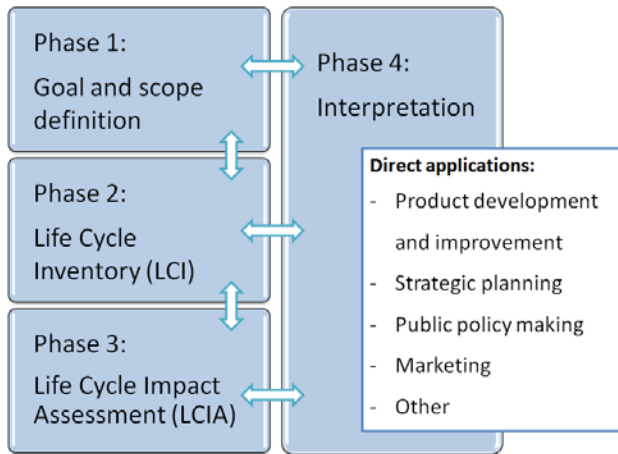 Phase 1:
Goal and scope
definition
Phase 2:
Life Cycle
Inventory (LCI)
Phase 3:
Life Cycle Impact
Assessment (LCIA)
Phase 4:
Interpretation
Direct applications:
- Product development
and improvement
- Strategic planning
- Public policy making
- Marketing
- Other